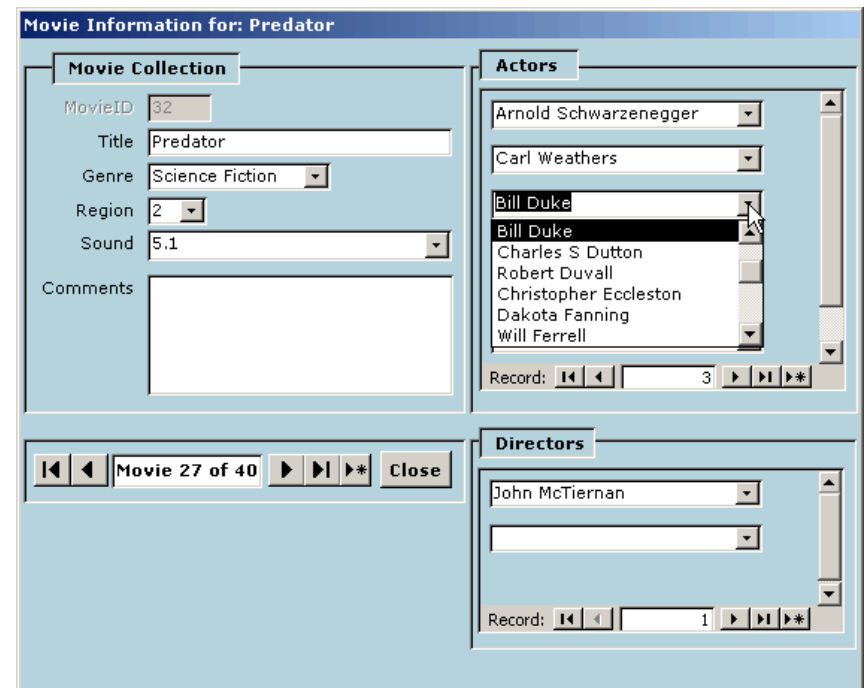 Movie Information for: Predator
Movie Collection
MovieID 32
Title Predator
Genre Science Fiction
Region 2
Sound 5.1
Comments
Movie 27 of 40 Close
Actors
Arnold Schwarzenegger
Carl Weathers
Bill Duke
Bill Duke
Charles S Dutton
Robert Duvall
Christopher Eccleston
Dakota Fanning
Will Ferrell
Record: 3
Directors
John McTiernan
Record: 1